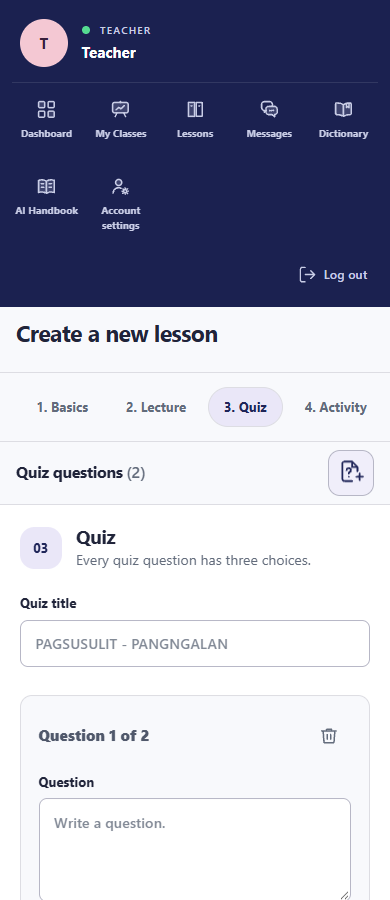 T
TEACHER
Teacher
Dashboard
My Classes
Lessons
Messages
Dictionary
AI Handbook
Account
settings
Log out
Create a new lesson
1. Basics
2. Lecture
3. Quiz
4. Activity
Quiz questions (2)
03
Quiz
Every quiz question has three choices.
Quiz title
PAGSUSULIT - PANGNGALAN
Question 1 of 2
Question
Write a question.